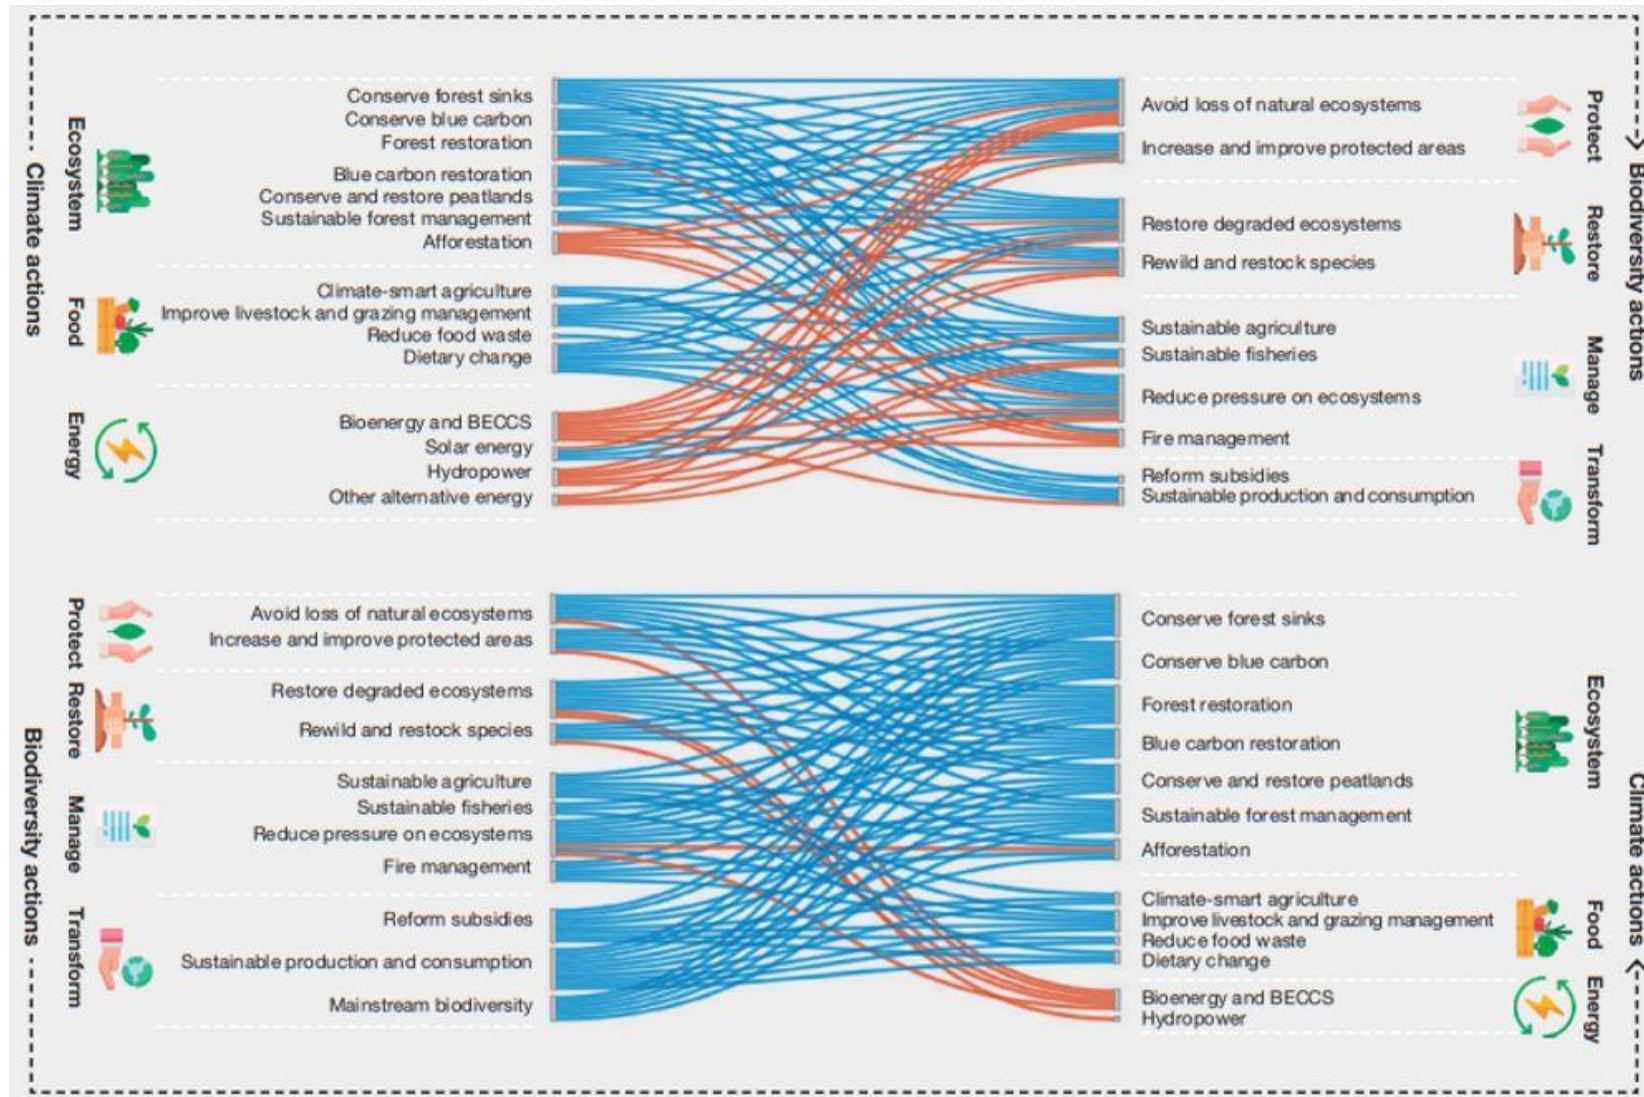 Climate actions
Ecosystem
Conserve forest sinks
Conserve blue carbon
Forest restoration
Blue carbon restoration
Conserve and restore peatlands
Sustainable forest management
Afforestation
Food
Climate-smart agriculture
Improve livestock and grazing management
Reduce food waste
Dietary change
Energy
Bioenergy and BECCS
Solar energy
Hydropower
Other alternative energy
Biodiversity actions
Protect
Avoid loss of natural ecosystems
Increase and improve protected areas
Restore
Restore degraded ecosystems
Rewild and restock species
Manage
Sustainable agriculture
Sustainable fisheries
Reduce pressure on ecosystems
Fire management
Transform
Reform subsidies
Sustainable production and consumption
Biodiversity actions
Protect
Avoid loss of natural ecosystems
Increase and improve protected areas
Restore
Restore degraded ecosystems
Rewild and restock species
Manage
Sustainable agriculture
Sustainable fisheries
Reduce pressure on ecosystems
Fire management
Transform
Reform subsidies
Sustainable production and consumption
Mainstream biodiversity
Climate actions
Ecosystem
Conserve forest sinks
Conserve blue carbon
Forest restoration
Blue carbon restoration
Conserve and restore peatlands
Sustainable forest management
Afforestation
Food
Climate-smart agriculture
Improve livestock and grazing management
Reduce food waste
Dietary change
Energy
Bioenergy and BECCS
Hydropower